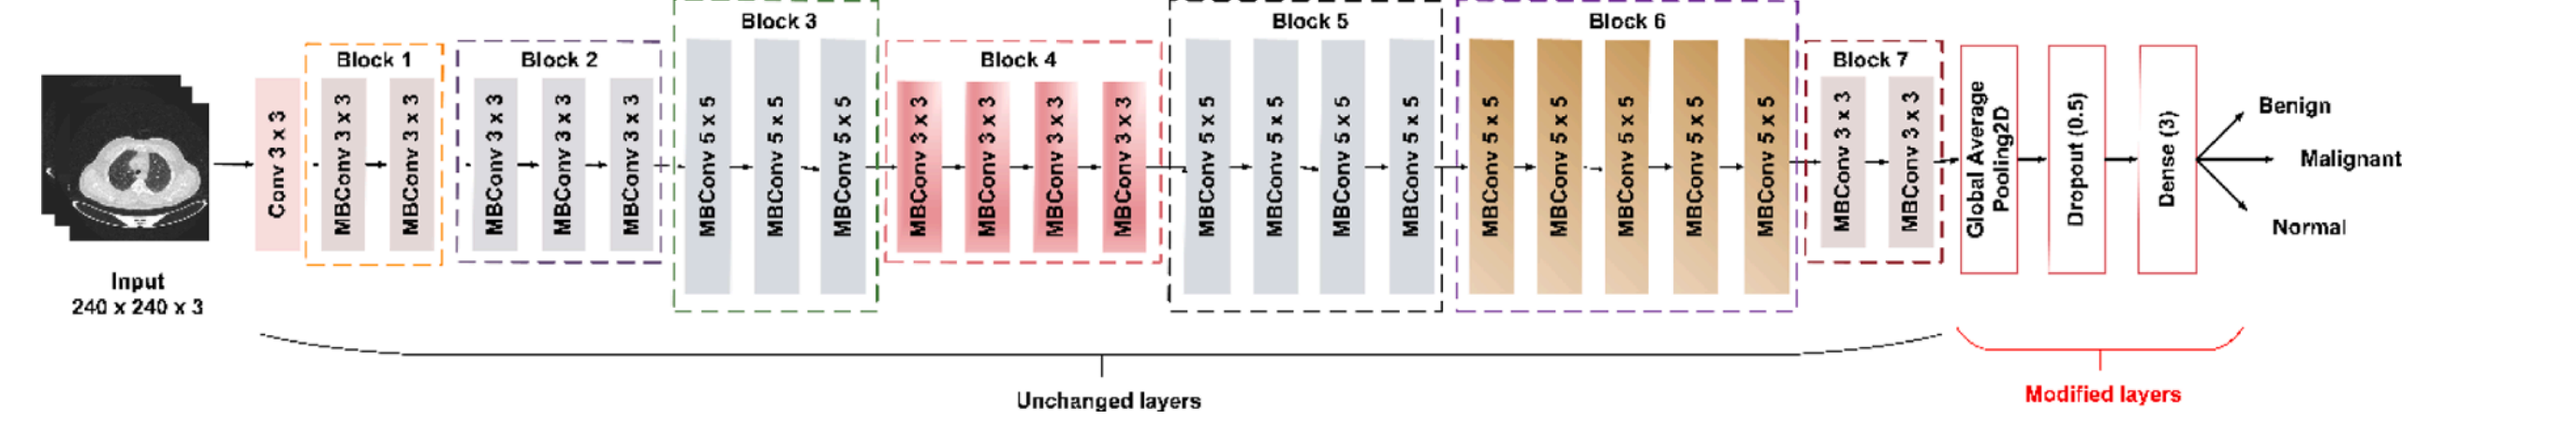 Input
240 x 240 x 3
Conv 3 x 3
Block 1
MBConv 3 x 3
MBConv 3 x 3
Block 2
MBConv 3 x 3
MBConv 3 x 3
MBConv 3 x 3
Block 3
MBConv 5 x 5
MBConv 5 x 5
MBConv 5 x 5
Block 4
MBConv 3 x 3
MBConv 3 x 3
MBConv 3 x 3
MBConv 3 x 3
Block 5
MBConv 5 x 5
MBConv 5 x 5
MBConv 5 x 5
MBConv 5 x 5
Block 6
MBConv 5 x 5
MBConv 5 x 5
MBConv 5 x 5
MBConv 5 x 5
MBConv 5 x 5
Block 7
MBConv 3 x 3
MBConv 3 x 3
Global Average
Pooling2D
Dropout (0.5)
Dense (3)
Benign
Malignant
Normal
Unchanged layers
Modified layers